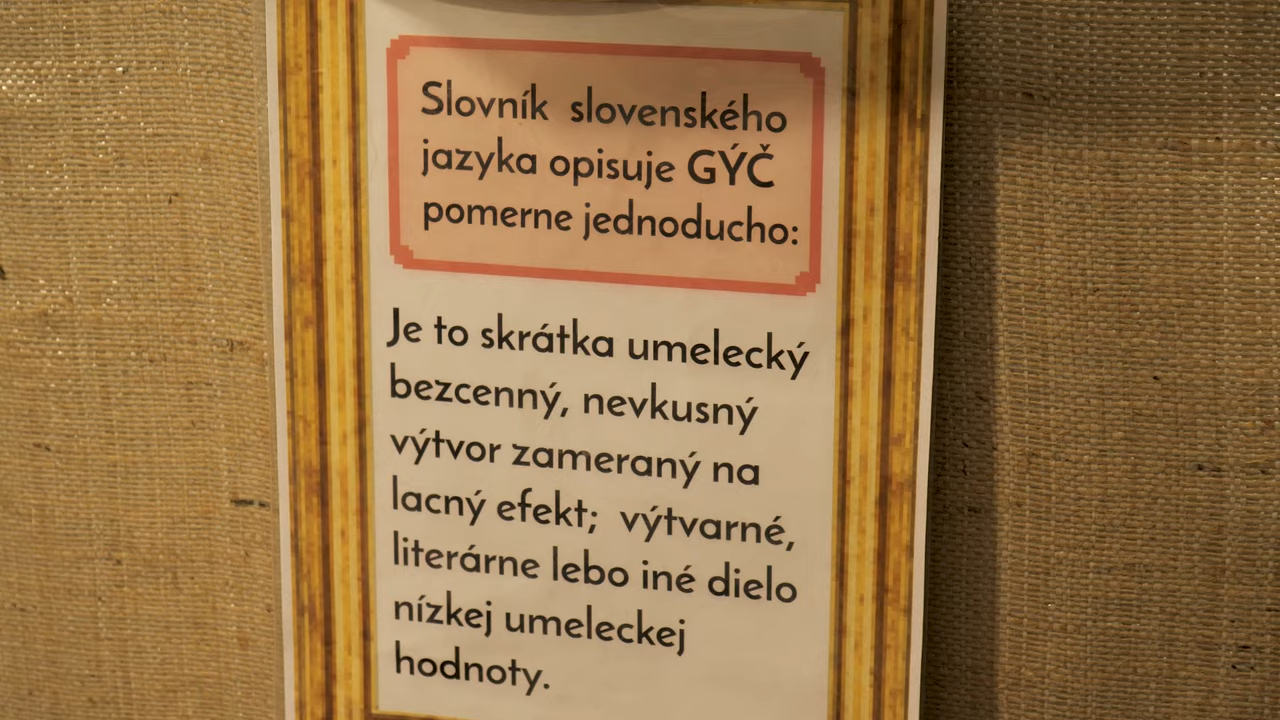 Slovník slovenského
jazyka opisuje GÝČ
pomerne jednoducho:
Je to skrátka umelecký
bezcenný, nevkusný
výtvor zameraný na
lacný efekt; výtvarné,
literárne lebo iné dielo
nízkej umeleckej
hodnoty.